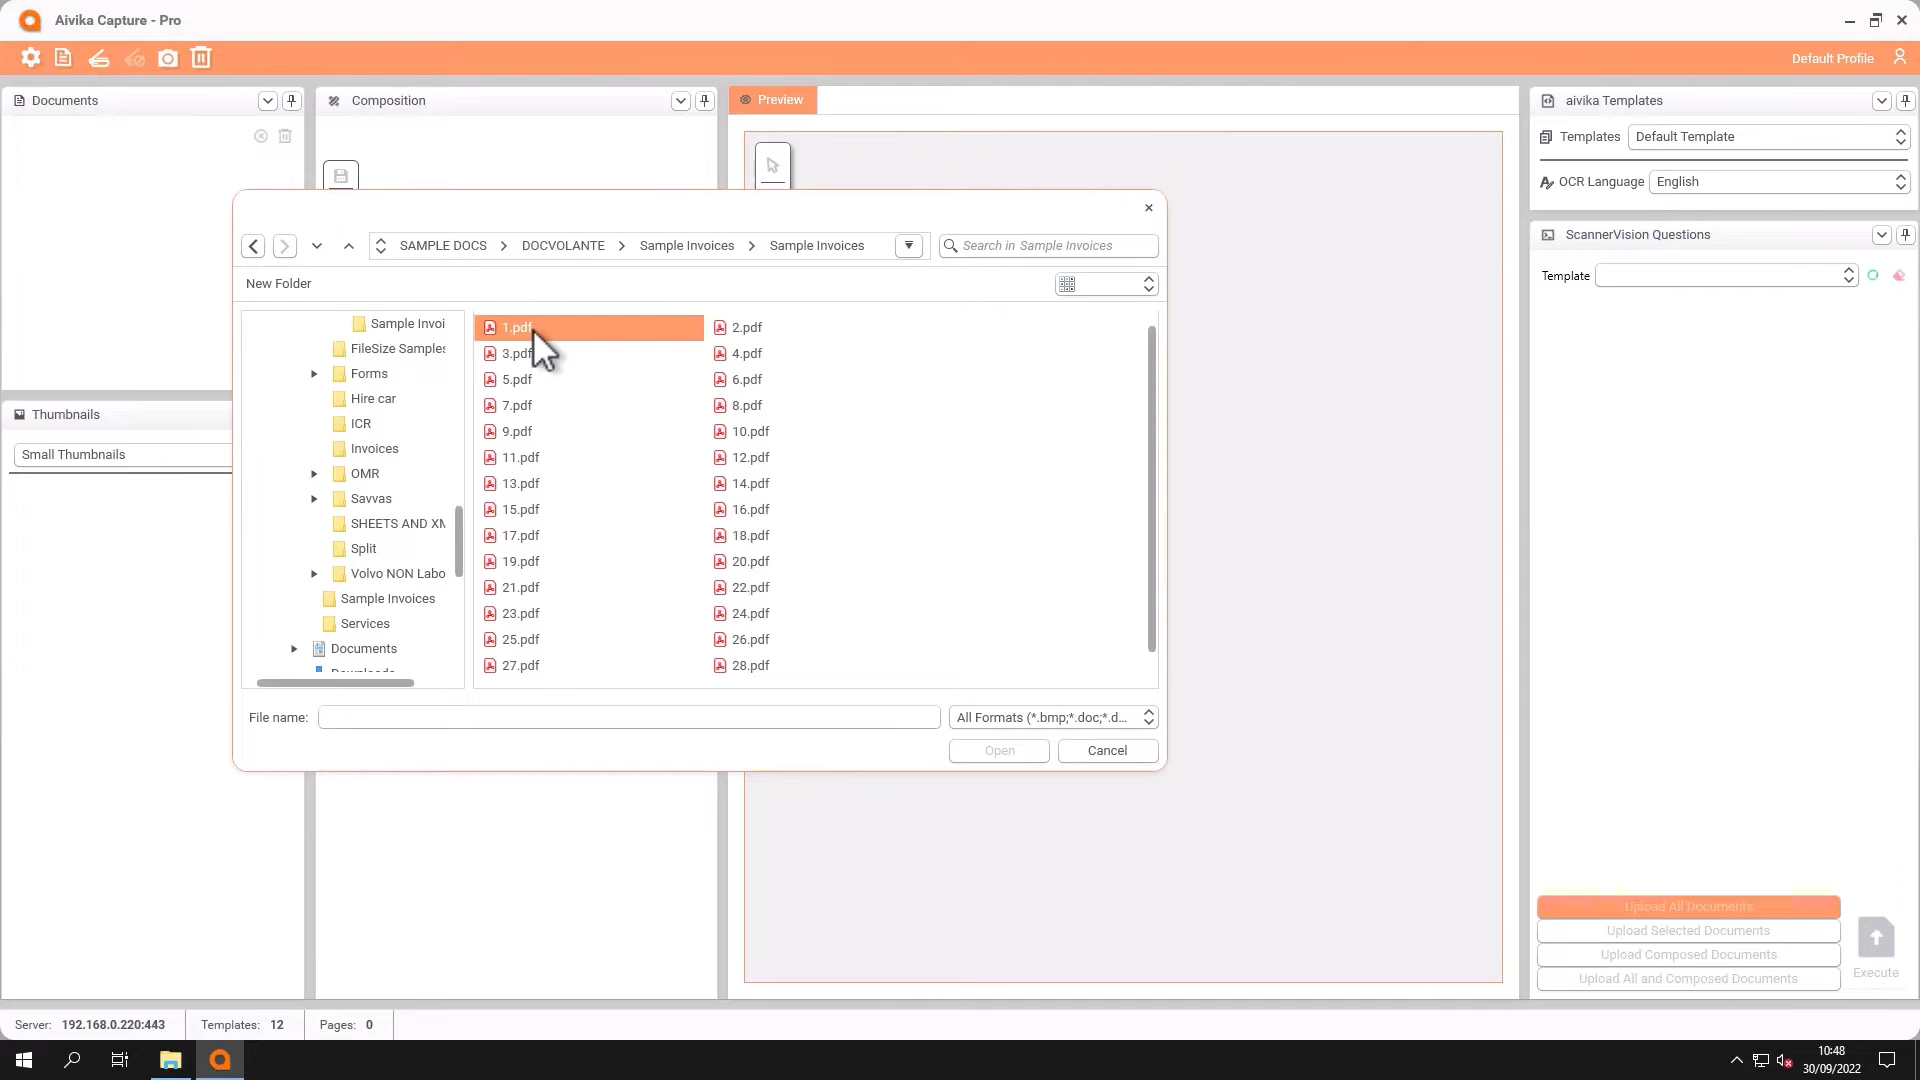 Aivika Capture - Pro
Default Profile
Documents
Composition
Preview
aivika Templates
Templates
Default Template
OCR Language
English
ScannerVision Questions
Template
SAMPLE DOCS
DOCVOLANTE
Sample Invoices
Sample Invoices
Search in Sample Invoices
New Folder
Sample Invoi
FileSize Samples
Forms
Hire car
ICR
Invoices
OMR
Savvas
SHEETS AND XM
Split
Volvo NON Labo
Sample Invoices
Services
Documents
Downloads
1.pdf
2.pdf
3.pdf
4.pdf
5.pdf
6.pdf
7.pdf
8.pdf
9.pdf
10.pdf
11.pdf
12.pdf
13.pdf
14.pdf
15.pdf
16.pdf
17.pdf
18.pdf
19.pdf
20.pdf
21.pdf
22.pdf
23.pdf
24.pdf
25.pdf
26.pdf
27.pdf
28.pdf
File name:
All Formats (*.bmp;*.doc;*.d...
Open
Cancel
Thumbnails
Small Thumbnails
Upload All Documents
Upload Selected Documents
Upload Composed Documents
Upload All and Composed Documents
Execute
Server: 192.168.0.220:443
Templates: 12
Pages: 0
10:48
30/09/2022